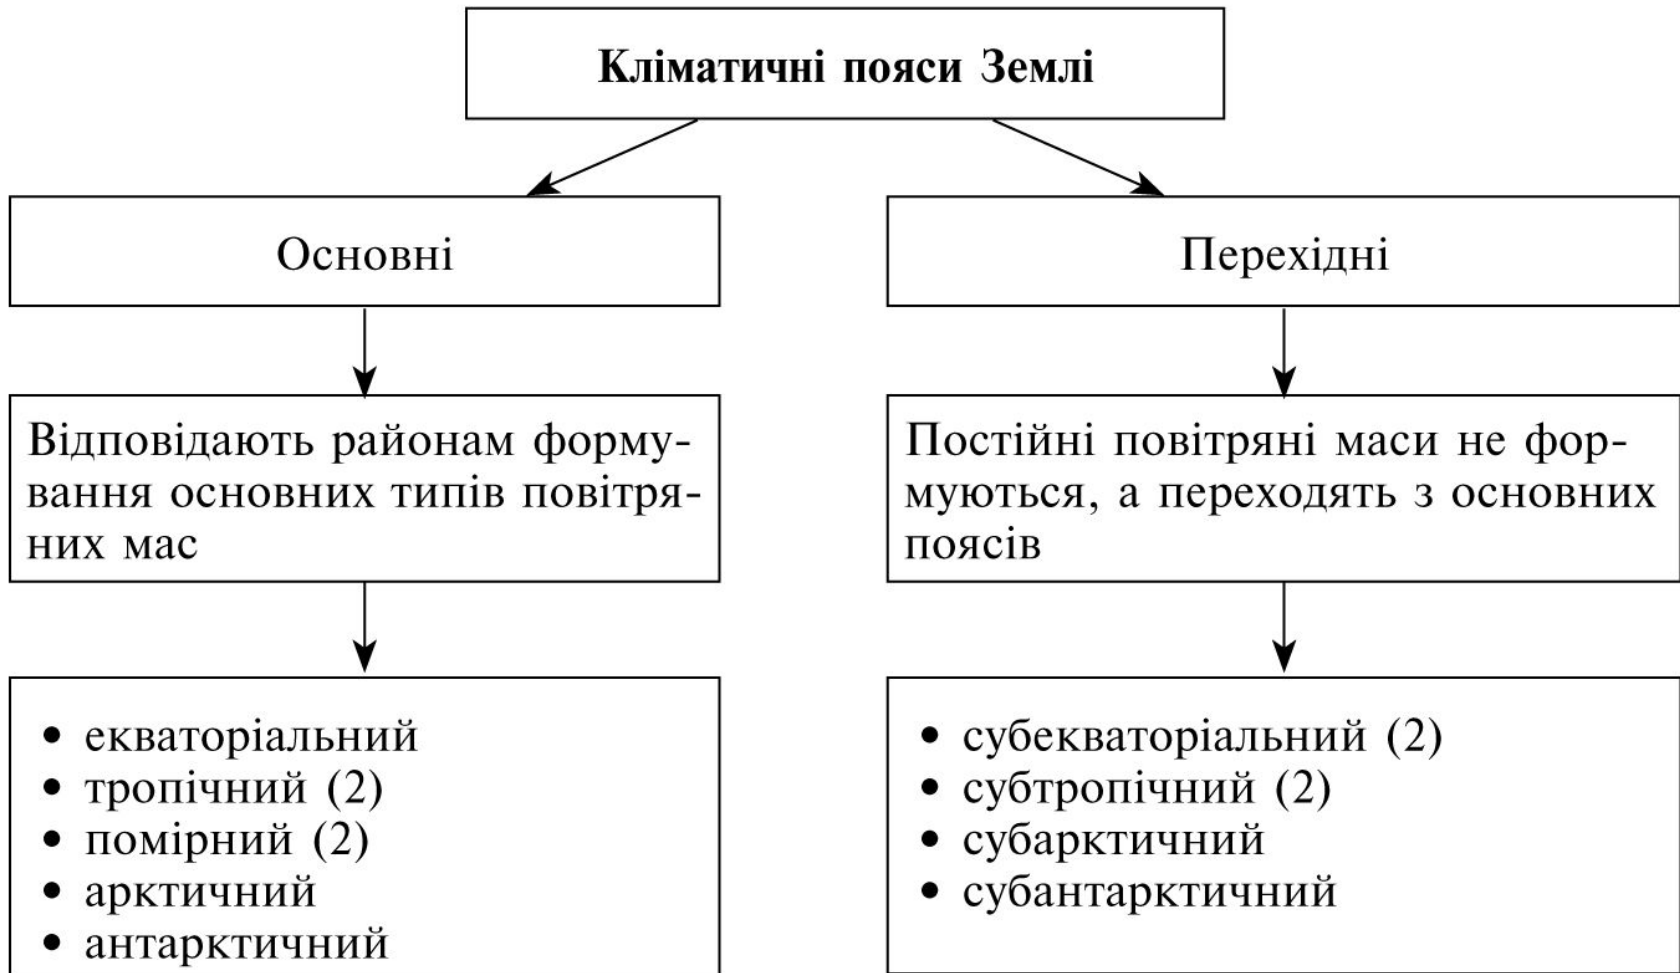 Кліматичні пояси Землі
Основні
Перехідні
Відповідають районам форму-
вання основних типів повітря-
них мас
Постійні повітряні маси не фор-
муються, а переходять з основних
поясів
• екваторіальний
• тропічний (2)
• помірний (2)
• арктичний
• антарктичний
• субекваторіальний (2)
• субтропічний (2)
• субарктичний
• субантарктичний